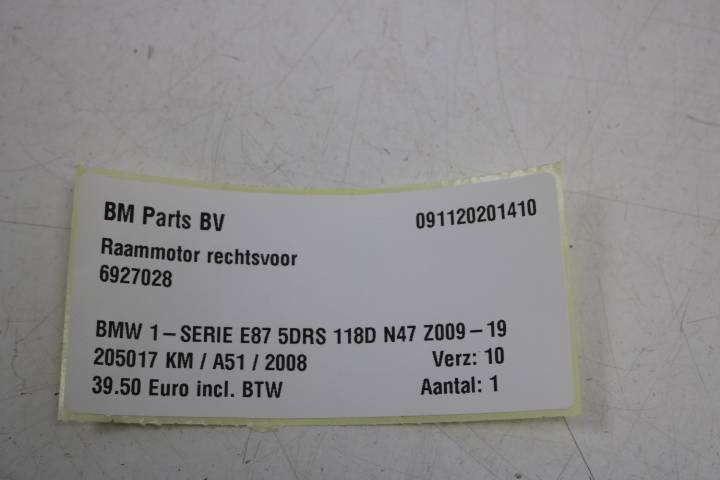 BM Parts BV 091120201410
Raammotor rechtsvoor
6927028
BMW 1-SERIE E87 5DRS 118D N47 Z009-19
205017 KM / A51 / 2008 Verz: 10
39.50 Euro incl. BTW Aantal: 1